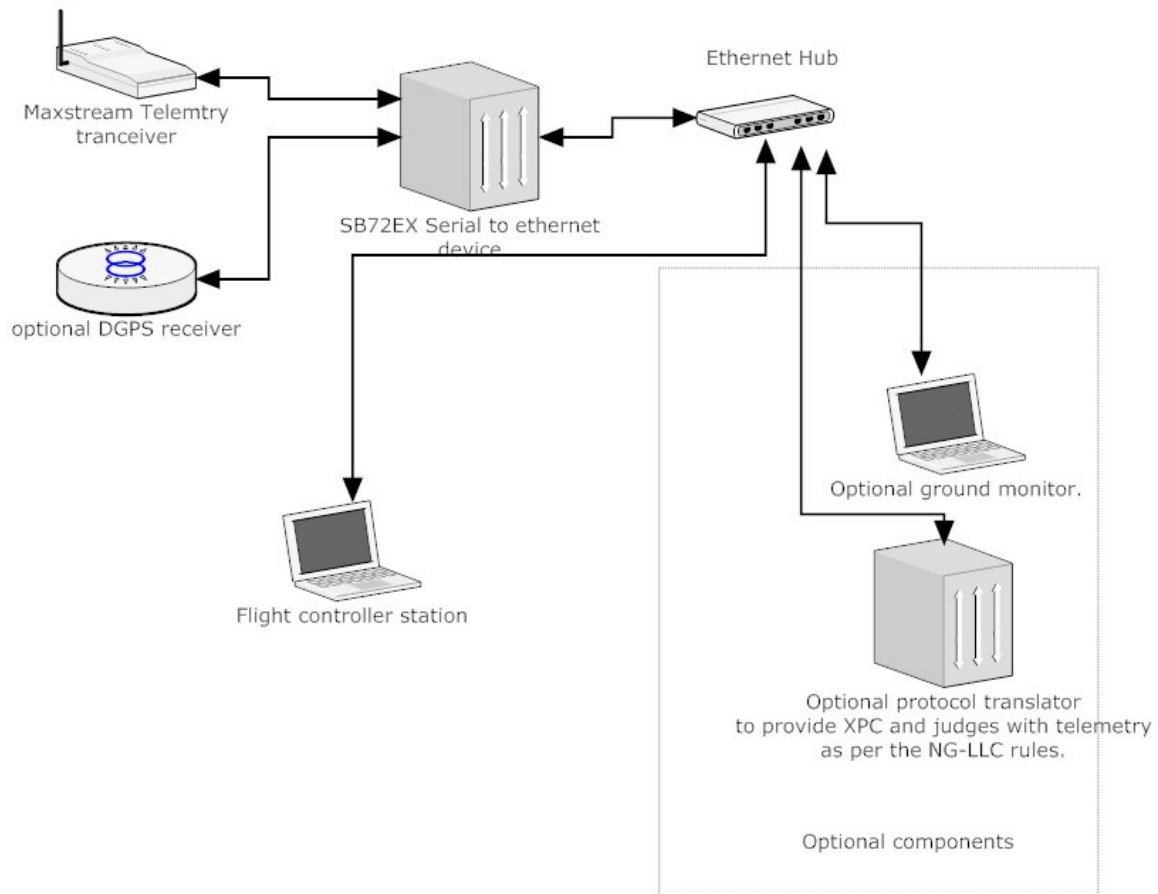 Ethernet Hub
Maxstream Telemtry
tranceiver
SB72EX Serial to ethernet
device
optional DGPS receiver
Optional ground monitor.
Flight controller station
Optional protocol translator
to provide XPC and judges with telemetry
as per the NG-LLC rules.
Optional components